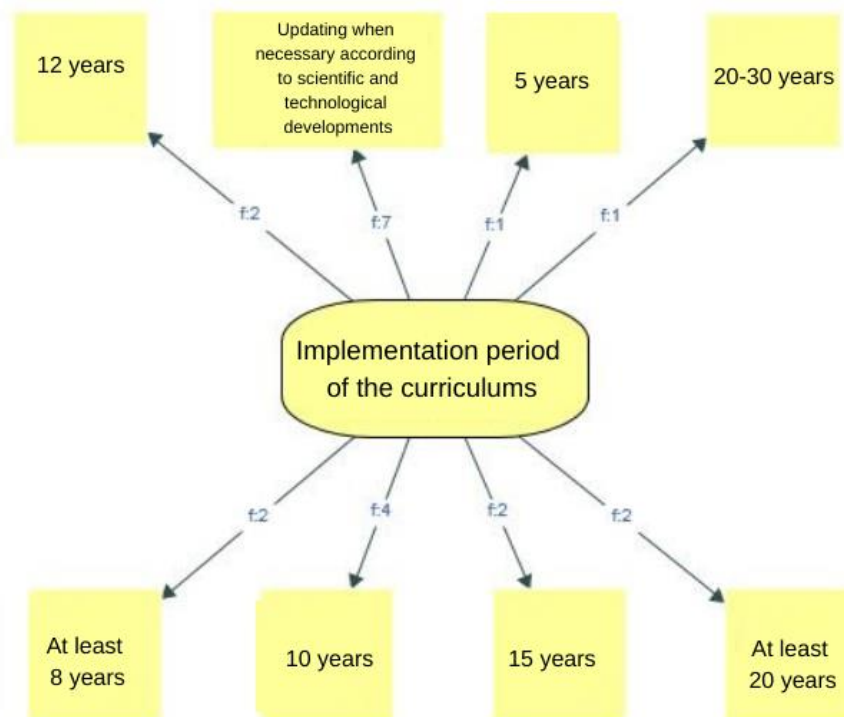 12 years
Updating when
necessary according
to scientific and
technological
developments
5 years
20-30 years
f:2
f:7
f:1
f:1
Implementation period
of the curriculums
f:2
f:4
f:2
f:2
At least
8 years
10 years
15 years
At least
20 years